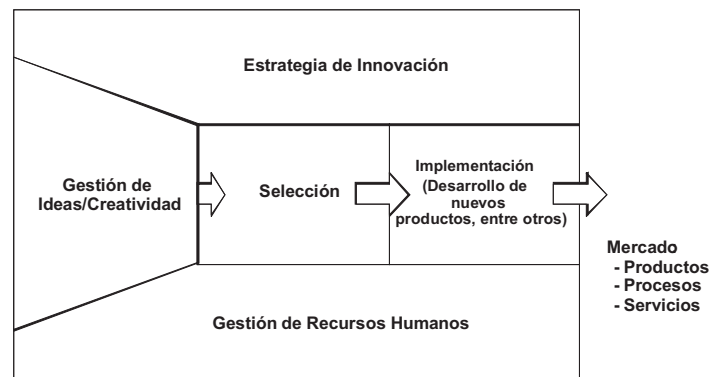 Estrategia de Innovación
Gestión de
Ideas/Creatividad
Selección
Implementación
(Desarrollo de
nuevos
productos, entre otros)
Mercado
- Productos
- Procesos
- Servicios
Gestión de Recursos Humanos